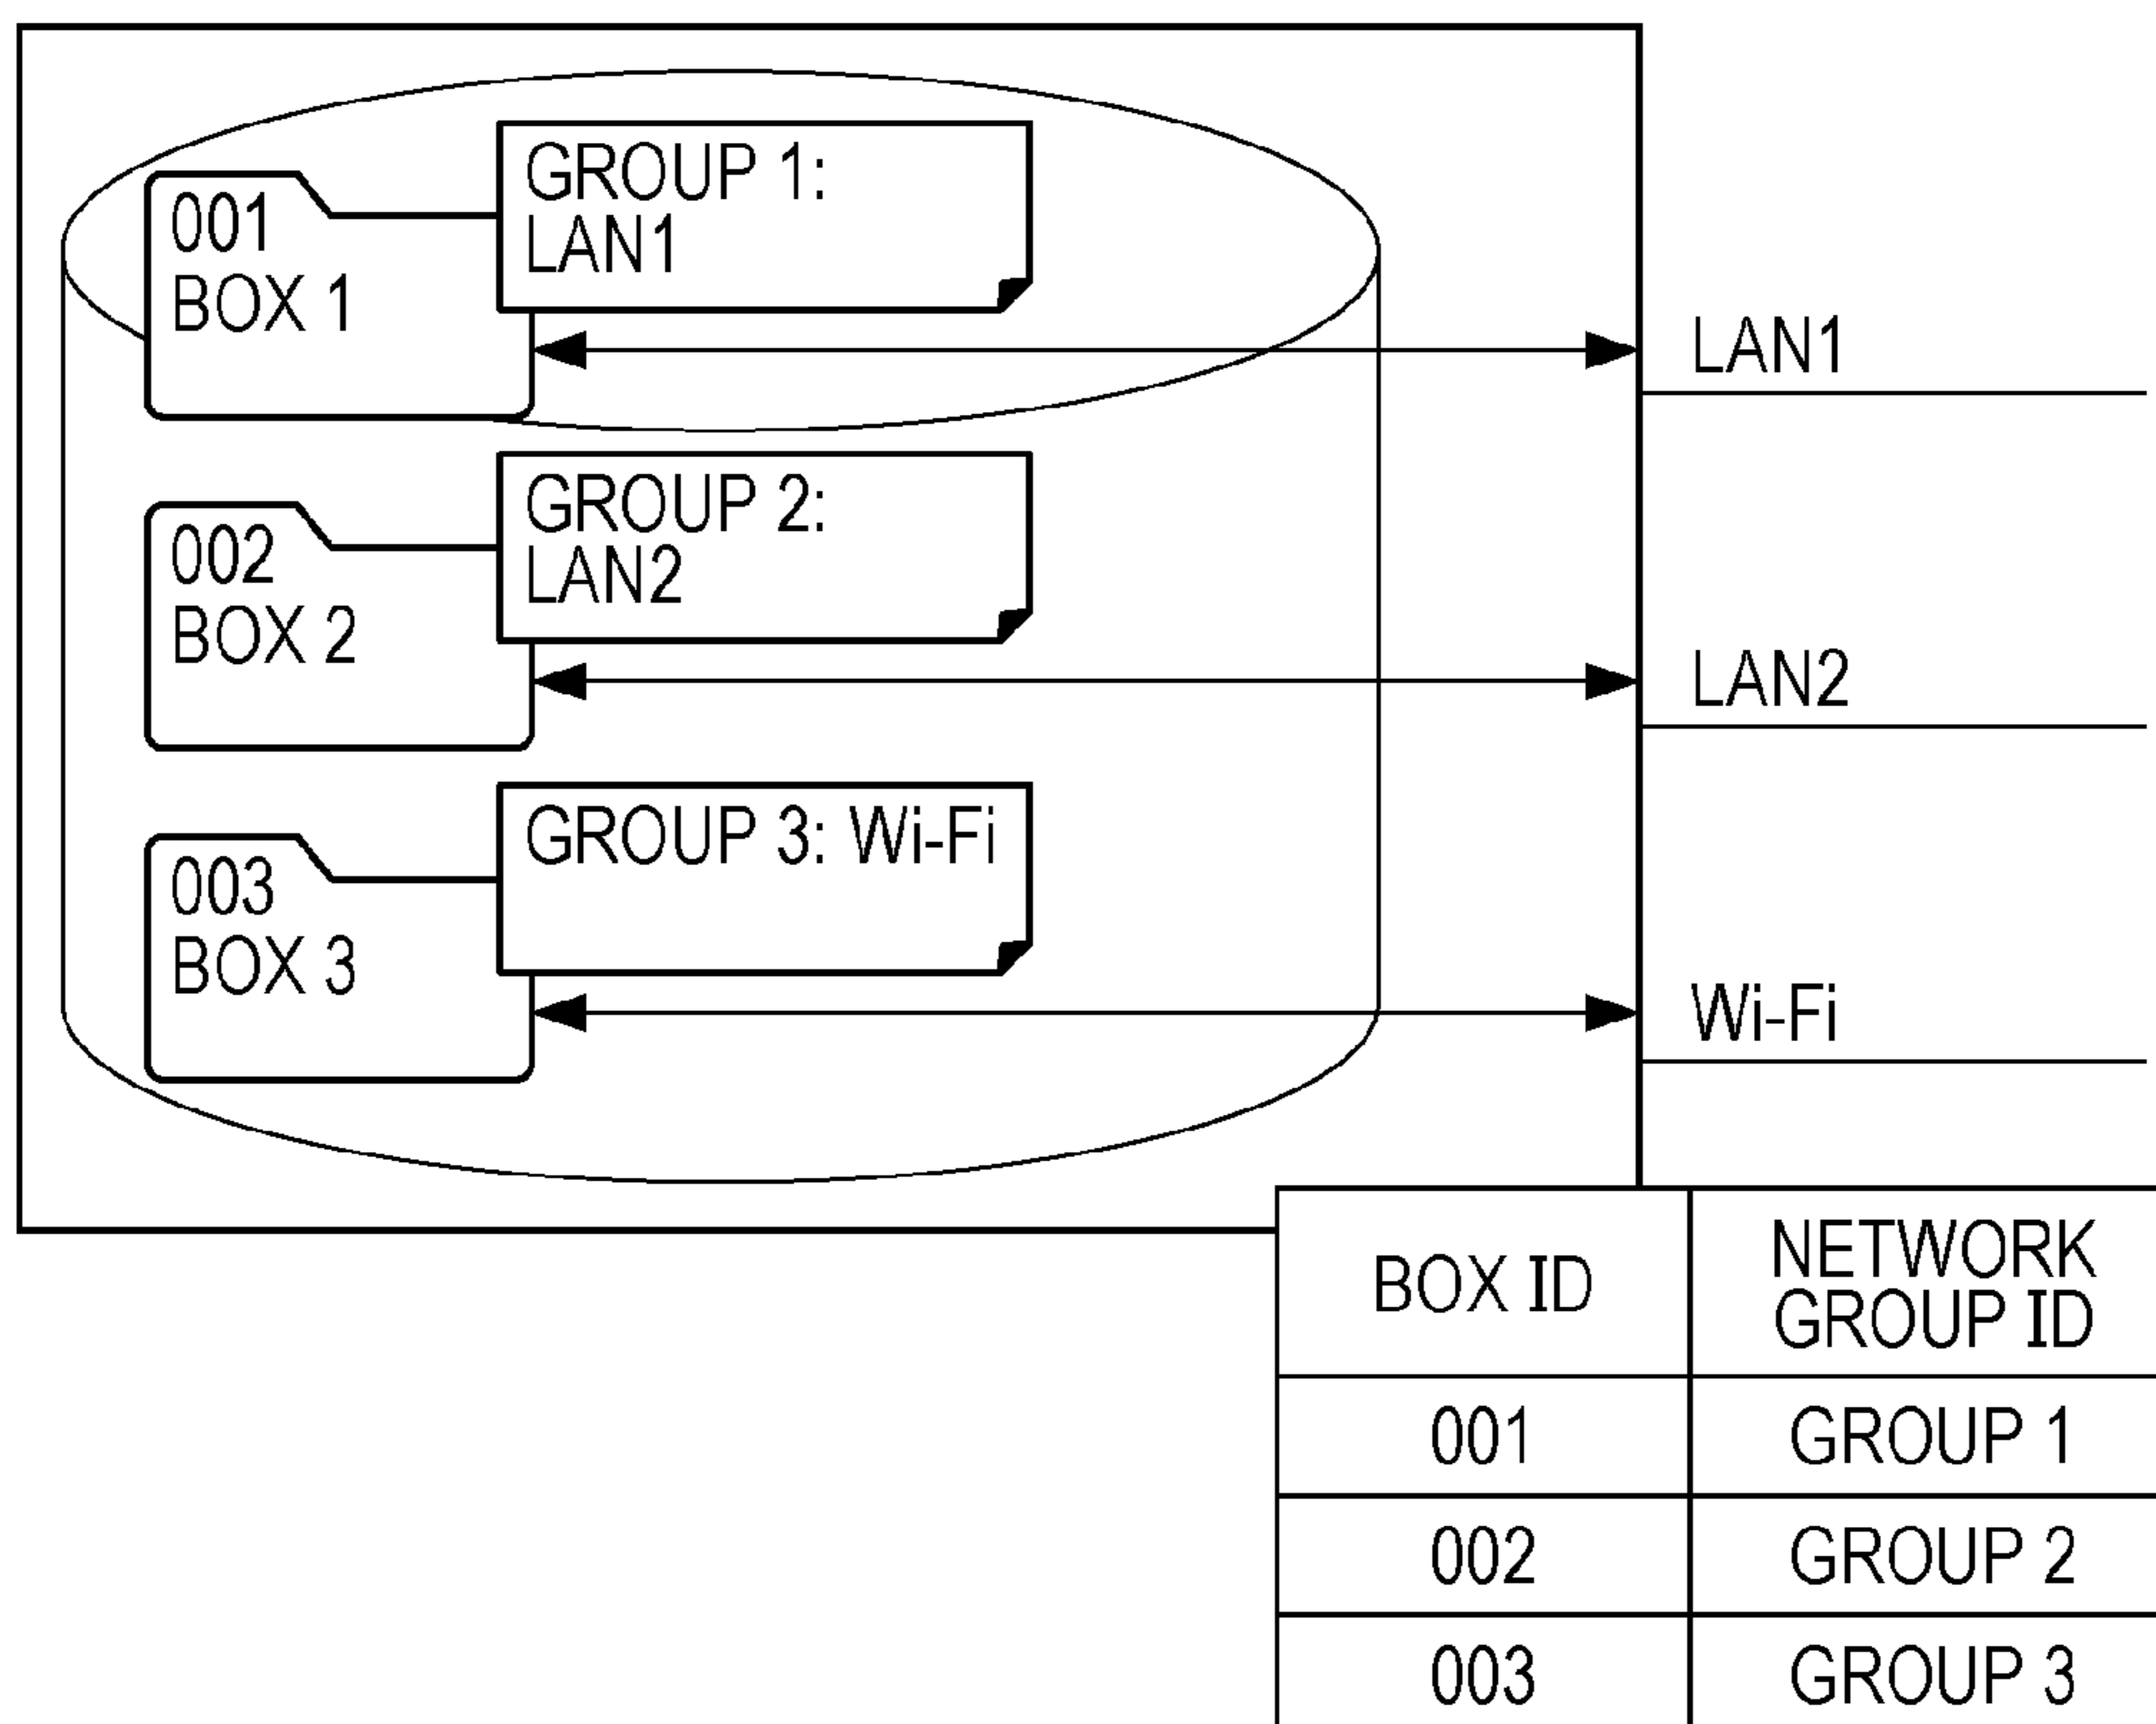 GROUP 1:
LAN1
001
BOX 1
LAN1
GROUP 2:
LAN2
002
BOX 2
LAN2
GROUP 3: Wi-Fi
003
BOX 3
Wi-Fi
BOX ID
NETWORK
GROUP ID
001
GROUP 1
002
GROUP 2
003
GROUP 3